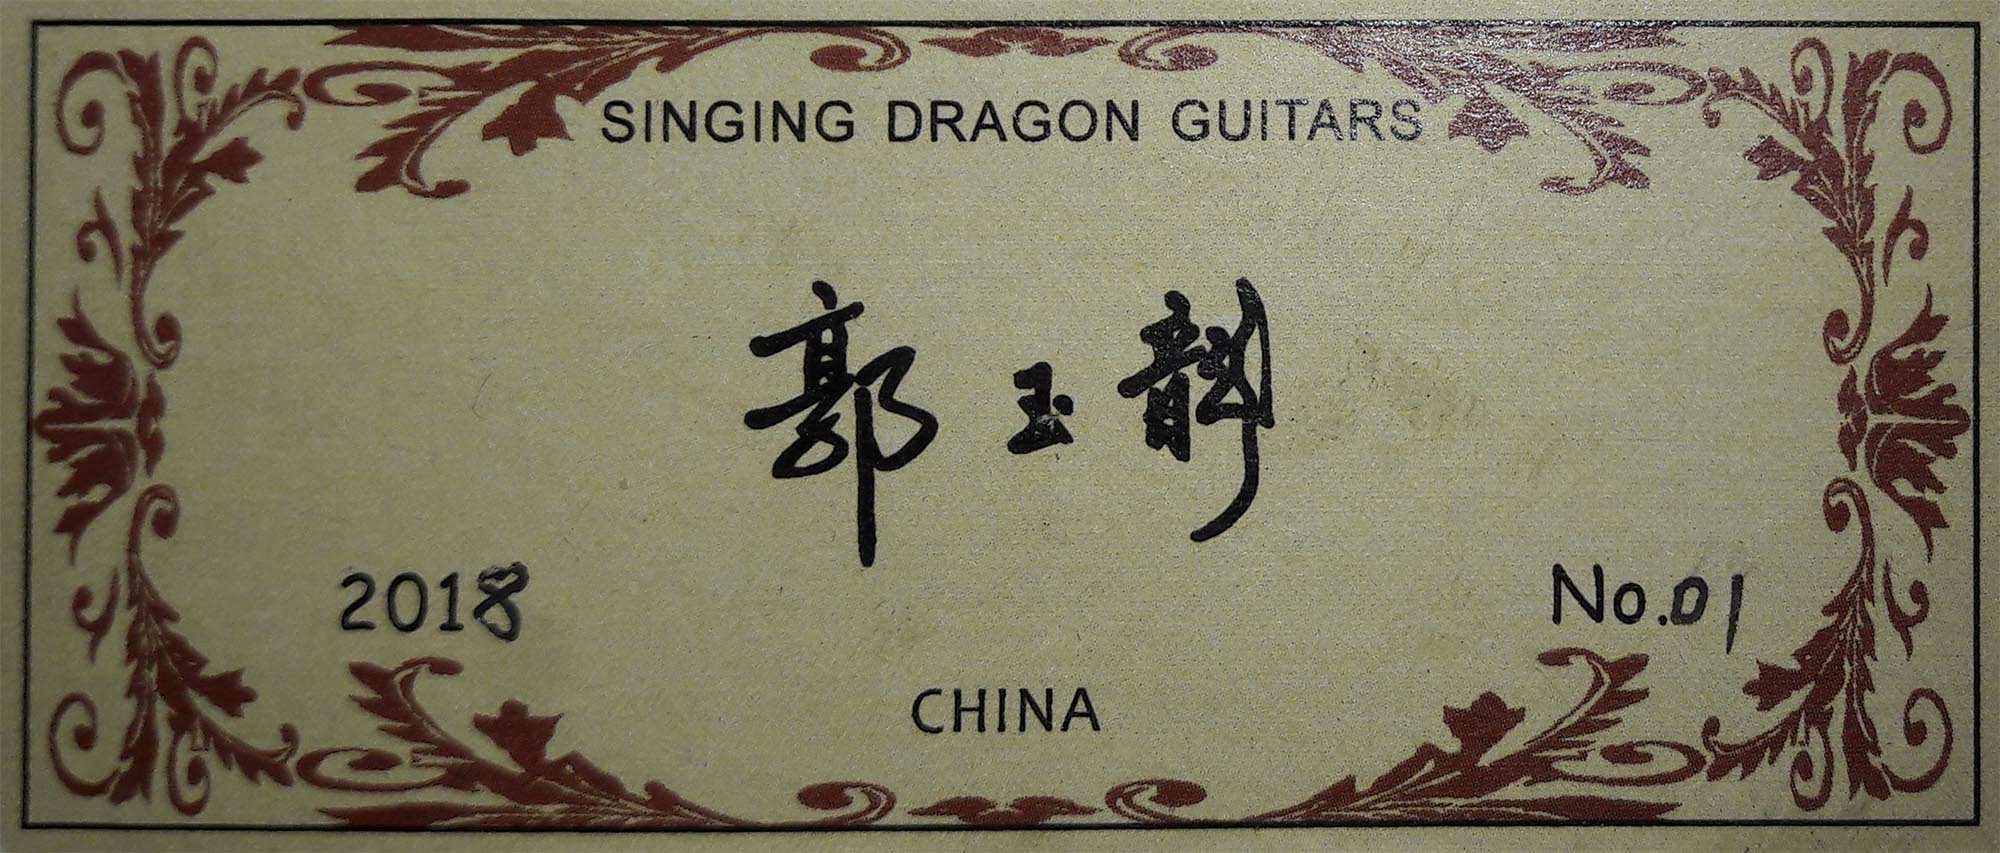 SINGING DRAGON GUITARS
郭玉龍
2018 No.01
CHINA